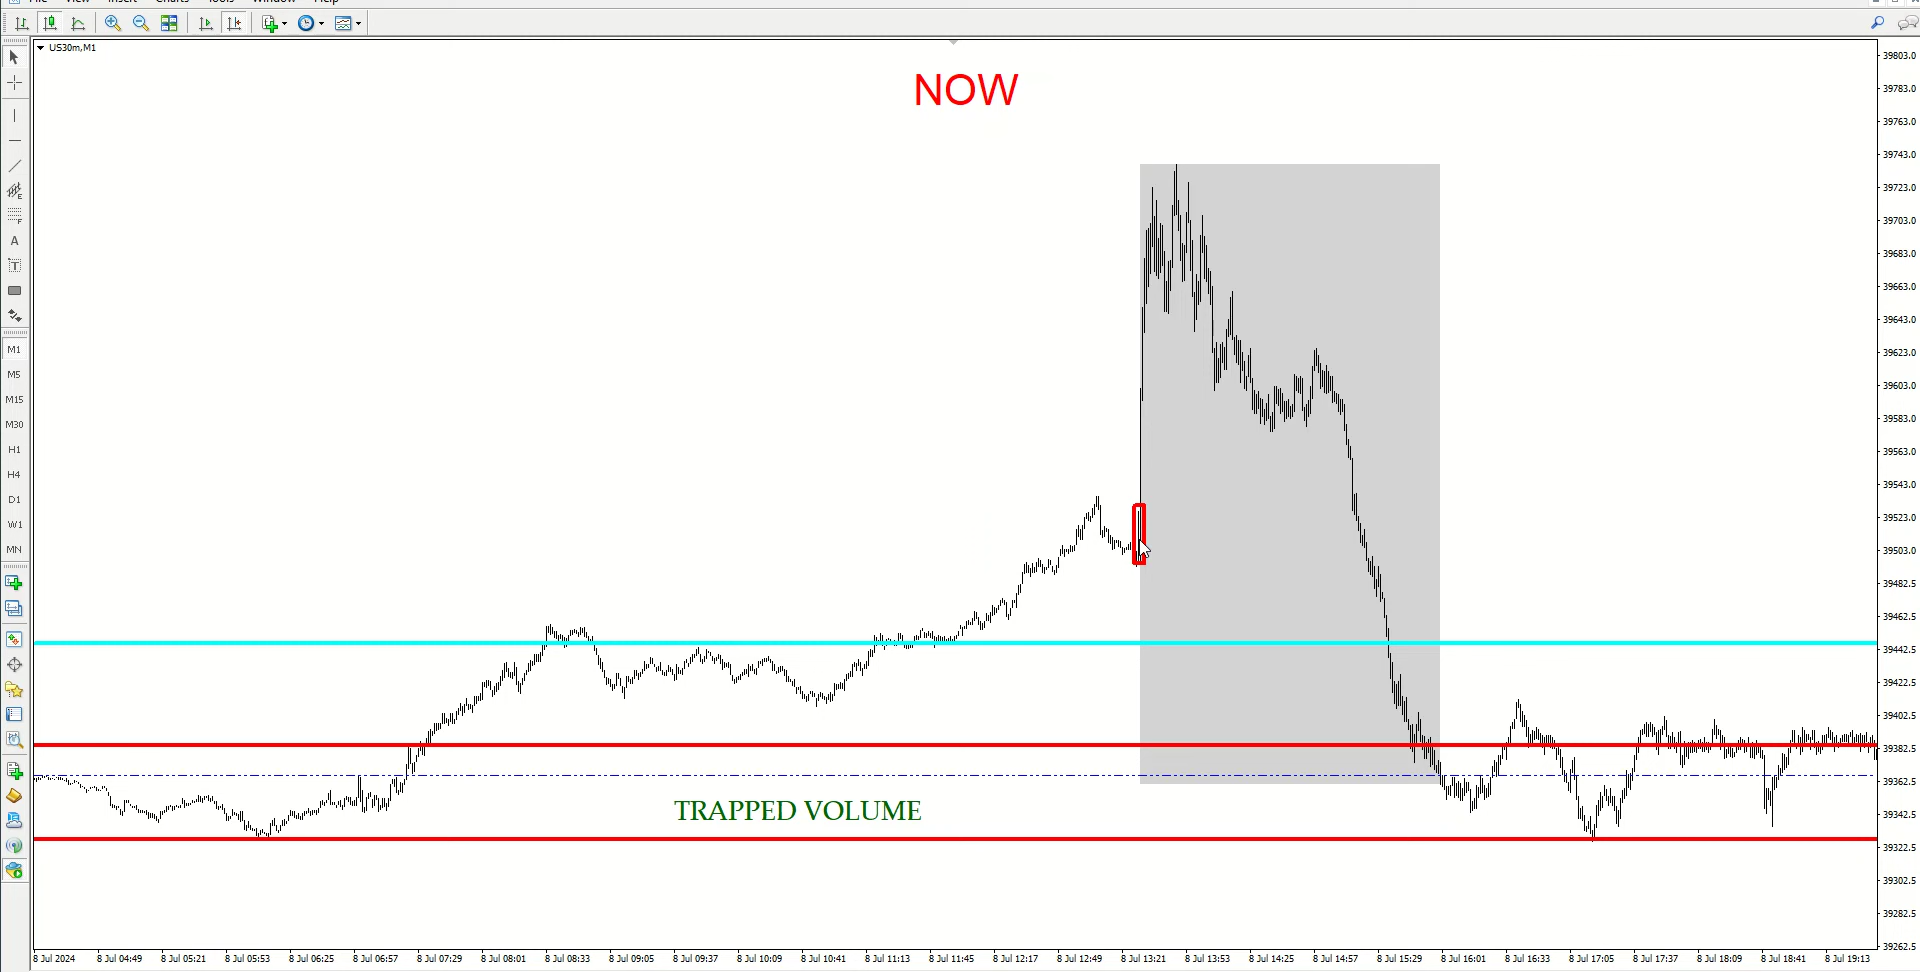 File View Insert Charts Tools Window Help
US30m,M1
NOW
TRAPPED VOLUME
A
T
M1
M5
M15
M30
H1
H4
D1
W1
MN
39803.0
39783.0
39763.0
39743.0
39723.0
39703.0
39683.0
39663.0
39643.0
39623.0
39603.0
39583.0
39563.0
39543.0
39523.0
39503.0
39482.5
39462.5
39442.5
39422.5
39402.5
39382.5
39362.5
39342.5
39322.5
39302.5
39282.5
39262.5
8 Jul 2024 8 Jul 04:49 8 Jul 05:21 8 Jul 05:53 8 Jul 06:25 8 Jul 06:57 8 Jul 07:29 8 Jul 08:01 8 Jul 08:33 8 Jul 09:05 8 Jul 09:37 8 Jul 10:09 8 Jul 10:41 8 Jul 11:13 8 Jul 11:45 8 Jul 12:17 8 Jul 12:49 8 Jul 13:21 8 Jul 13:53 8 Jul 14:25 8 Jul 14:57 8 Jul 15:29 8 Jul 16:01 8 Jul 16:33 8 Jul 17:05 8 Jul 17:37 8 Jul 18:09 8 Jul 18:41 8 Jul 19:13